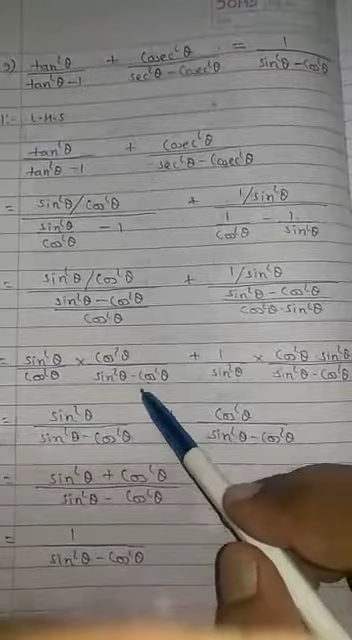 9) tan²θ / tan²θ-1 + cosec²θ / sec²θ - cosec²θ = 1 / sin²θ - cos²θ
:- L.H.S
tan²θ / tan²θ - 1 + cosec²θ / sec²θ - cosec²θ
= sin²θ/cos²θ / sin²θ / cos²θ - 1 + 1/sin²θ / 1 / cos²θ - 1 / sin²θ
= sin²θ/cos²θ / sin²θ - cos²θ / cos²θ + 1/sin²θ / sin²θ - cos²θ / cos²θ · sin²θ
= sin²θ / cos²θ × cos²θ / sin²θ - cos²θ + 1 / sin²θ × cos²θ · sin²θ / sin²θ - cos²θ
= sin²θ / sin²θ - cos²θ cos²θ / sin²θ - cos²θ
= sin²θ + cos²θ / sin²θ - cos²θ
= 1 / sin²θ - cos²θ